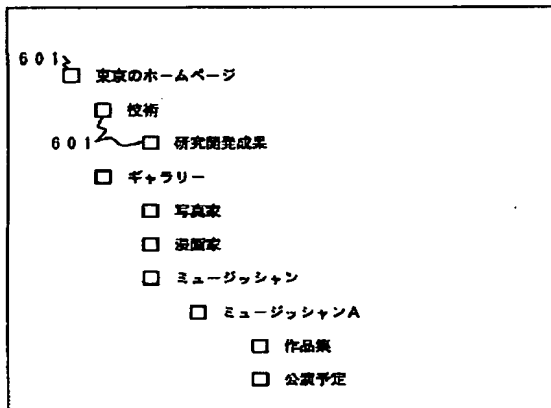 601
□ 東京のホームページ
□ 技術
601 □ 研究開発成果
□ ギャラリー
□ 写真家
□ 漫画家
□ ミュージッシャン
□ ミュージッシャンA
□ 作品集
□ 公演予定